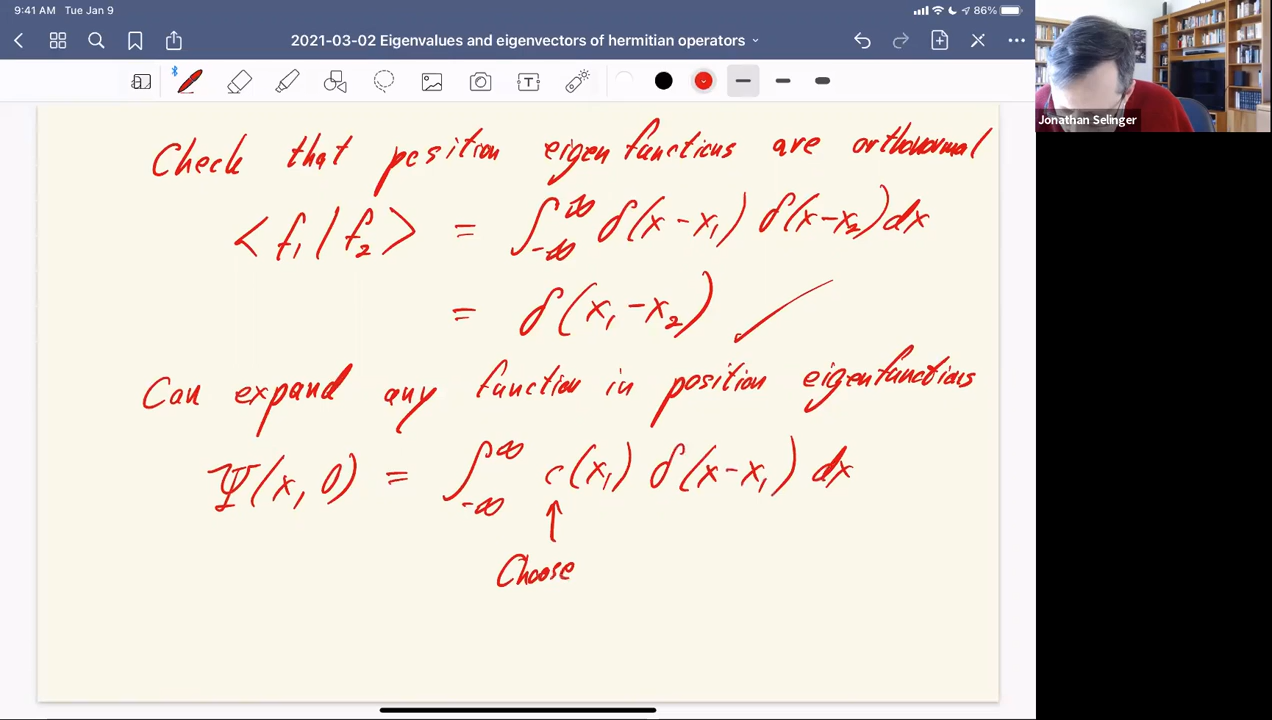 9:41 AM Tue Jan 9
86%
2021-03-02 Eigenvalues and eigenvectors of hermitian operators
T
Jonathan Selinger
Check that position eigenfunctions are orthonormal
<f₁|f₂> = ∫_{-∞}^{∞} δ(x-x₁) δ(x-x₂)dx
= δ(x₁-x₂) ✓
Can expand any function in position eigenfunctions
Ψ(x, 0) = ∫_{-∞}^{∞} c(x₁) δ(x-x₁) dx
↑
Choose